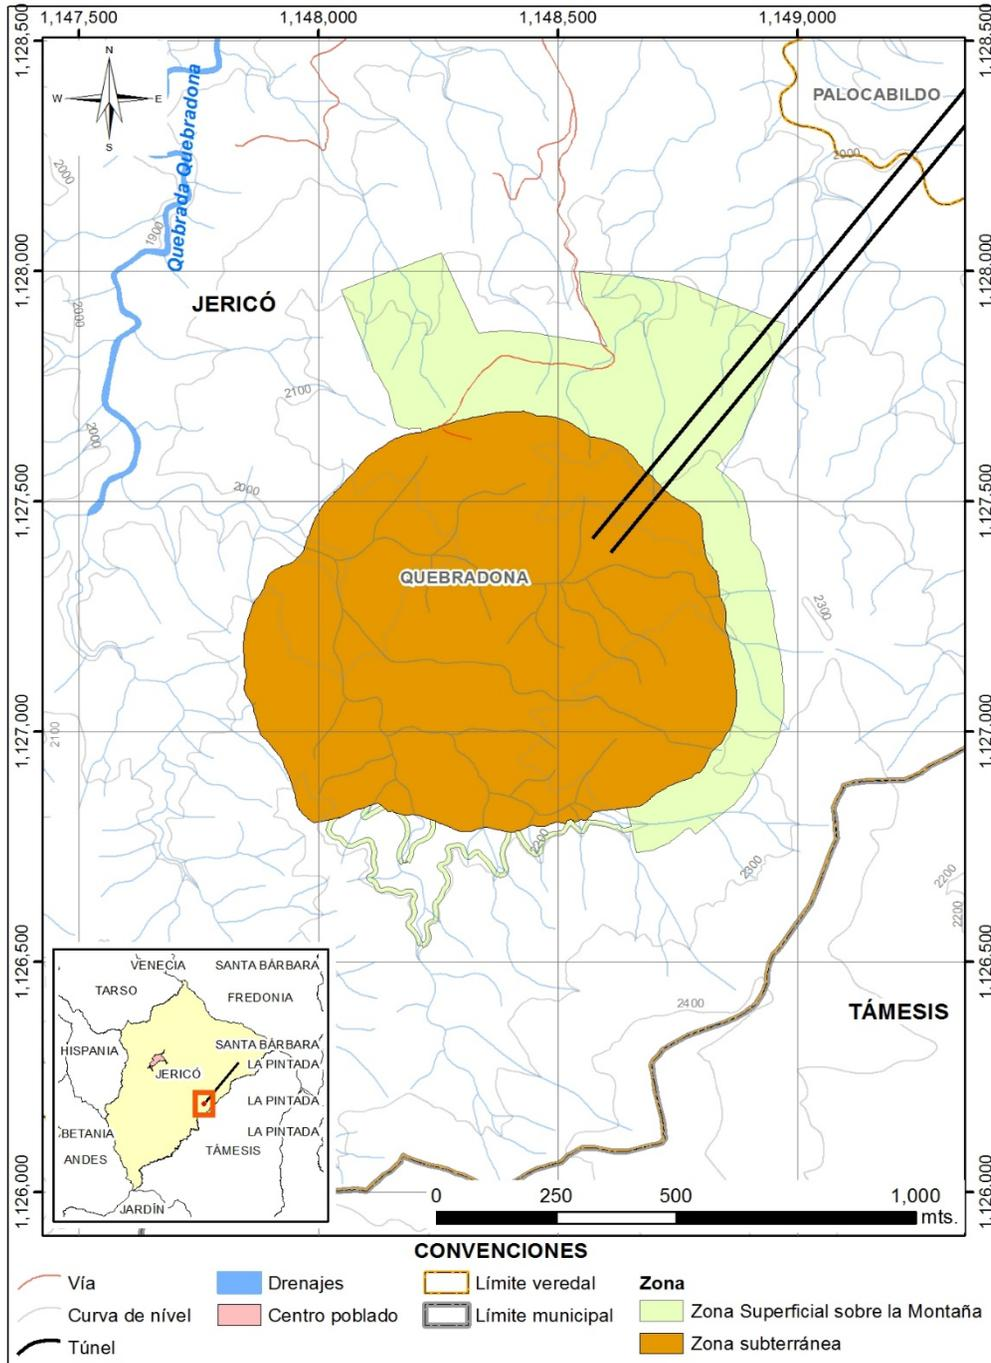 1,147,500
1,148,000
1,148,500
1,149,000
1,128,500
1,128,500
N
W
E
S
Quebrada Quebradona
PALOCABILDO
2000
2000
1900
1,128,000
1,128,000
JERICÓ
2000
2100
2000
2000
1,127,500
1,127,500
QUEBRADONA
2300
2100
1,127,000
1,127,000
2200
2300
2200
2200
1,126,500
1,126,500
2400
TÁMESIS
VENECIA
SANTA BÁRBARA
TARSO
FREDONIA
HISPANIA
SANTA BÁRBARA
JERICÓ
LA PINTADA
LA PINTADA
BETANIA
LA PINTADA
ANDES
TÁMESIS
JARDÍN
1,126,000
1,126,000
0 250 500 1,000
mts.
CONVENCIONES
Vía
Drenajes
Límite veredal
Zona
Curva de nível
Centro poblado
Límite municipal
Zona Superficial sobre la Montaña
Túnel
Zona subterránea